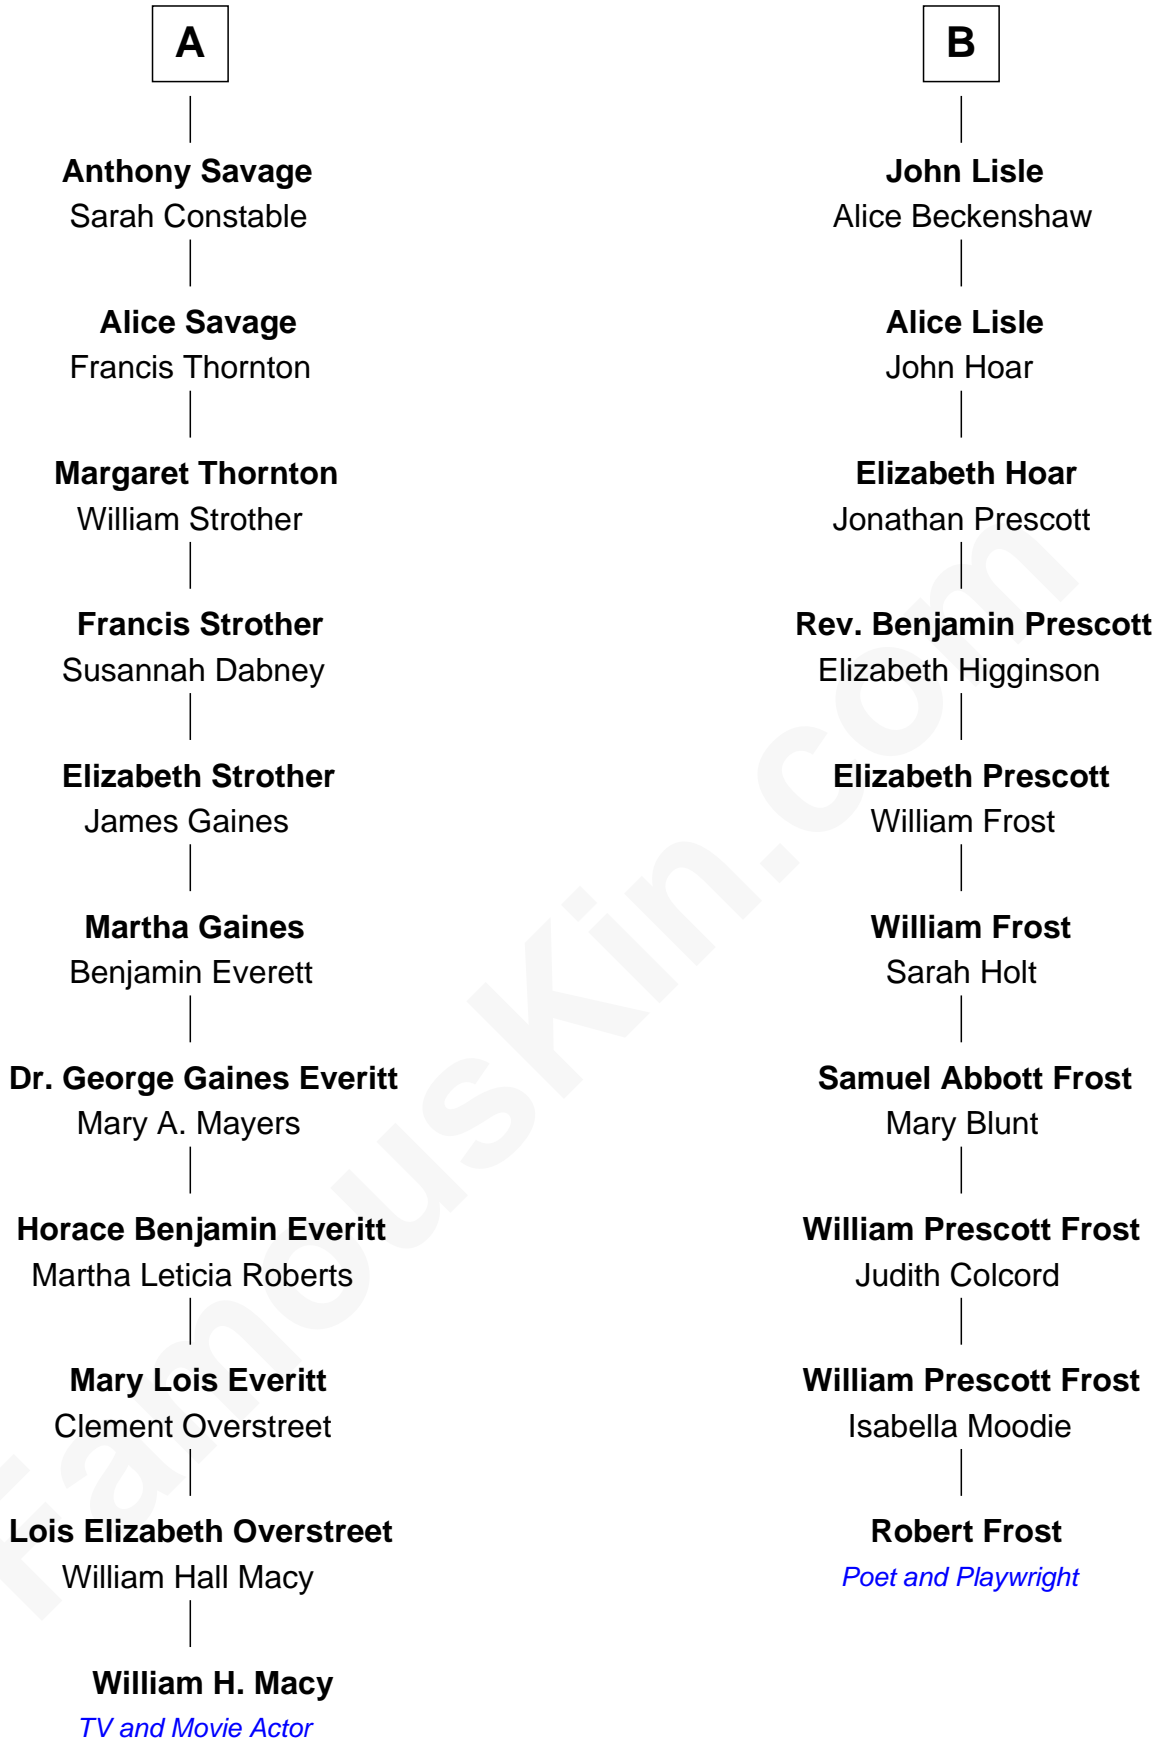 A
Anthony Savage
Sarah Constable
Alice Savage
Francis Thornton
Margaret Thornton
William Strother
Francis Strother
Susannah Dabney
Elizabeth Strother
James Gaines
Martha Gaines
Benjamin Everett
Dr. George Gaines Everitt
Mary A. Mayers
Horace Benjamin Everitt
Martha Leticia Roberts
Mary Lois Everitt
Clement Overstreet
Lois Elizabeth Overstreet
William Hall Macy
William H. Macy
TV and Movie Actor
B
John Lisle
Alice Beckenshaw
Alice Lisle
John Hoar
Elizabeth Hoar
Jonathan Prescott
Rev. Benjamin Prescott
Elizabeth Higginson
Elizabeth Prescott
William Frost
William Frost
Sarah Holt
Samuel Abbott Frost
Mary Blunt
William Prescott Frost
Judith Colcord
William Prescott Frost
Isabella Moodie
Robert Frost
Poet and Playwright
FamousKin.com